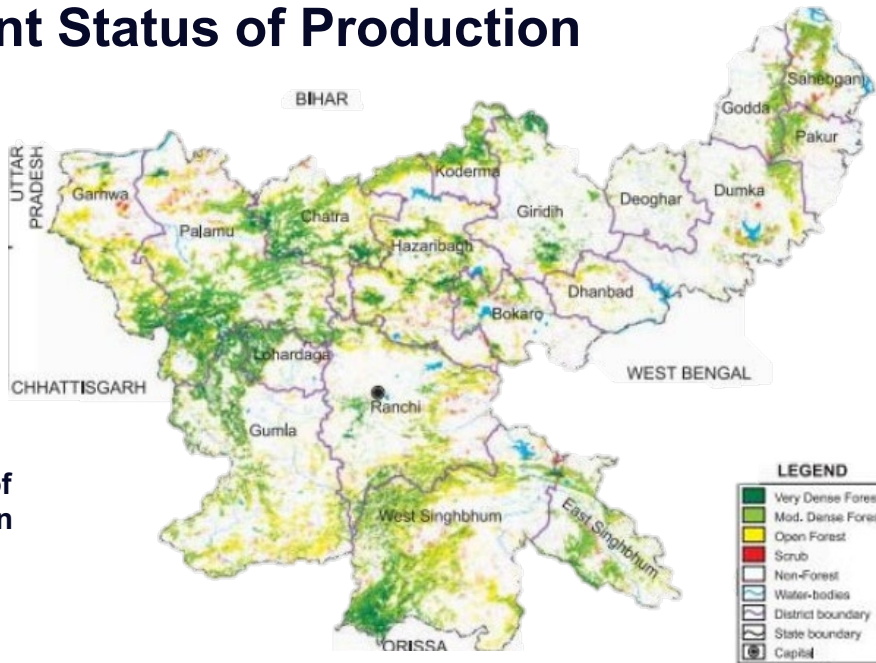 nt Status of Production
BIHAR
UTTAR
PRADESH
Sahebganj
Godda
Pakur
Koderma
Garhwa
Dumka
Deoghar
Giridih
Chatra
Palamu
Hazaribagh
Dhanbad
Bokaro
Lohardaga
WEST BENGAL
CHHATTISGARH
Ranchi
Gumla
of
n
West Singhbhum
East Singhbhum
ORISSA
LEGEND
Very Dense Fores
Mod. Dense Fores
Open Forest
Scrub
Non-Forest
Water-bodies
District boundary
State boundary
Capital